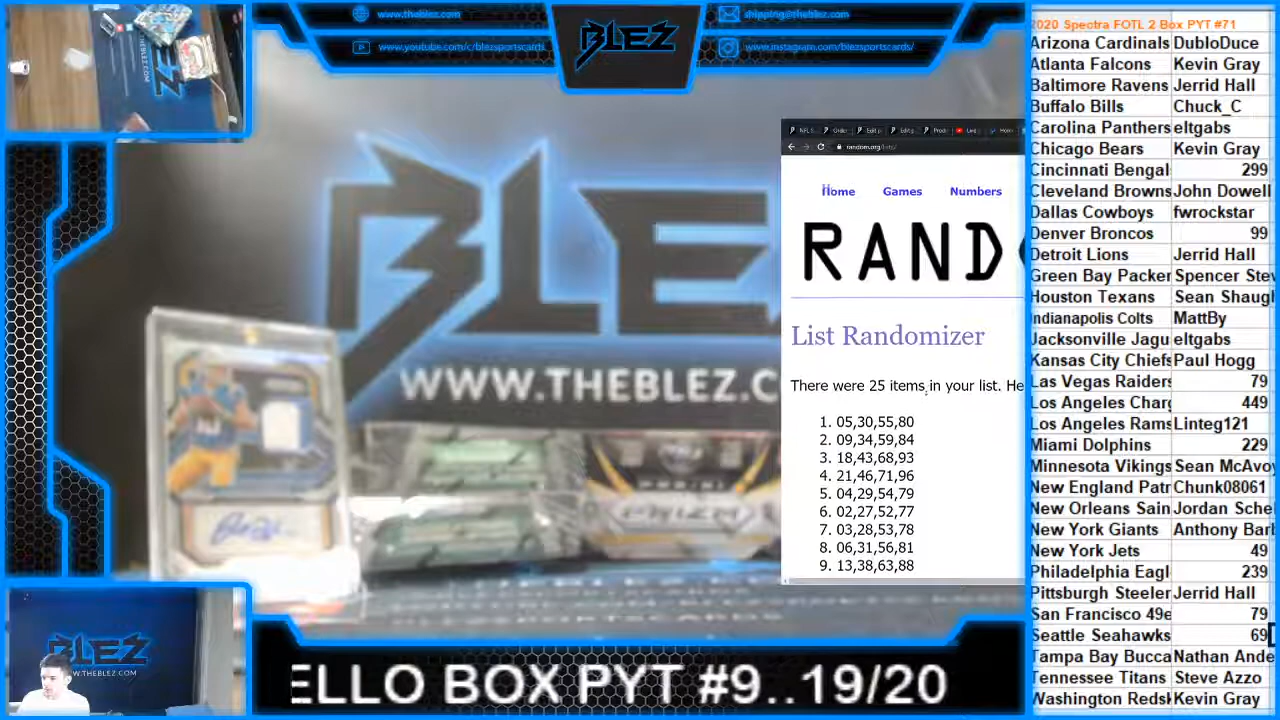 www.theblez.com
www.youtube.com/c/blezsportscards
BLEZ
shipping@theblez.com
www.instagram.com/blezsportscards/
WWW.THEBLEZ.C
random.org/lists/
Home Games Numbers
RANDO
List Randomizer
There were 25 items in your list. He
1. 05,30,55,80
2. 09,34,59,84
3. 18,43,68,93
4. 21,46,71,96
5. 04,29,54,79
6. 02,27,52,77
7. 03,28,53,78
8. 06,31,56,81
9. 13,38,63,88
PANINI
PRIZM
BLEZ
WWW.THEBLEZ.COM
ELLO BOX PYT #9..19/20
2020 Spectra FOTL 2 Box PYT #71
Arizona Cardinals DubloDuce
Atlanta Falcons Kevin Gray
Baltimore Ravens Jerrid Hall
Buffalo Bills Chuck_C
Carolina Panthers eltgabs
Chicago Bears Kevin Gray
Cincinnati Bengal 299
Cleveland Browns John Dowell
Dallas Cowboys fwrockstar
Denver Broncos 99
Detroit Lions Jerrid Hall
Green Bay Packer Spencer Stev
Houston Texans Sean Shaugl
Indianapolis Colts MattBy
Jacksonville Jagu eltgabs
Kansas City Chiefs Paul Hogg
Las Vegas Raiders 79
Los Angeles Charg 449
Los Angeles Rams Linteg121
Miami Dolphins 229
Minnesota Vikings Sean McAvoy
New England Patr Chunk08061
New Orleans Sain Jordan Sche
New York Giants Anthony Barl
New York Jets 49
Philadelphia Eagl 239
Pittsburgh Steeler Jerrid Hall
San Francisco 49e 79
Seattle Seahawks 69
Tampa Bay Bucca Nathan Ande
Tennessee Titans Steve Azzo
Washington Redsk Kevin Gray